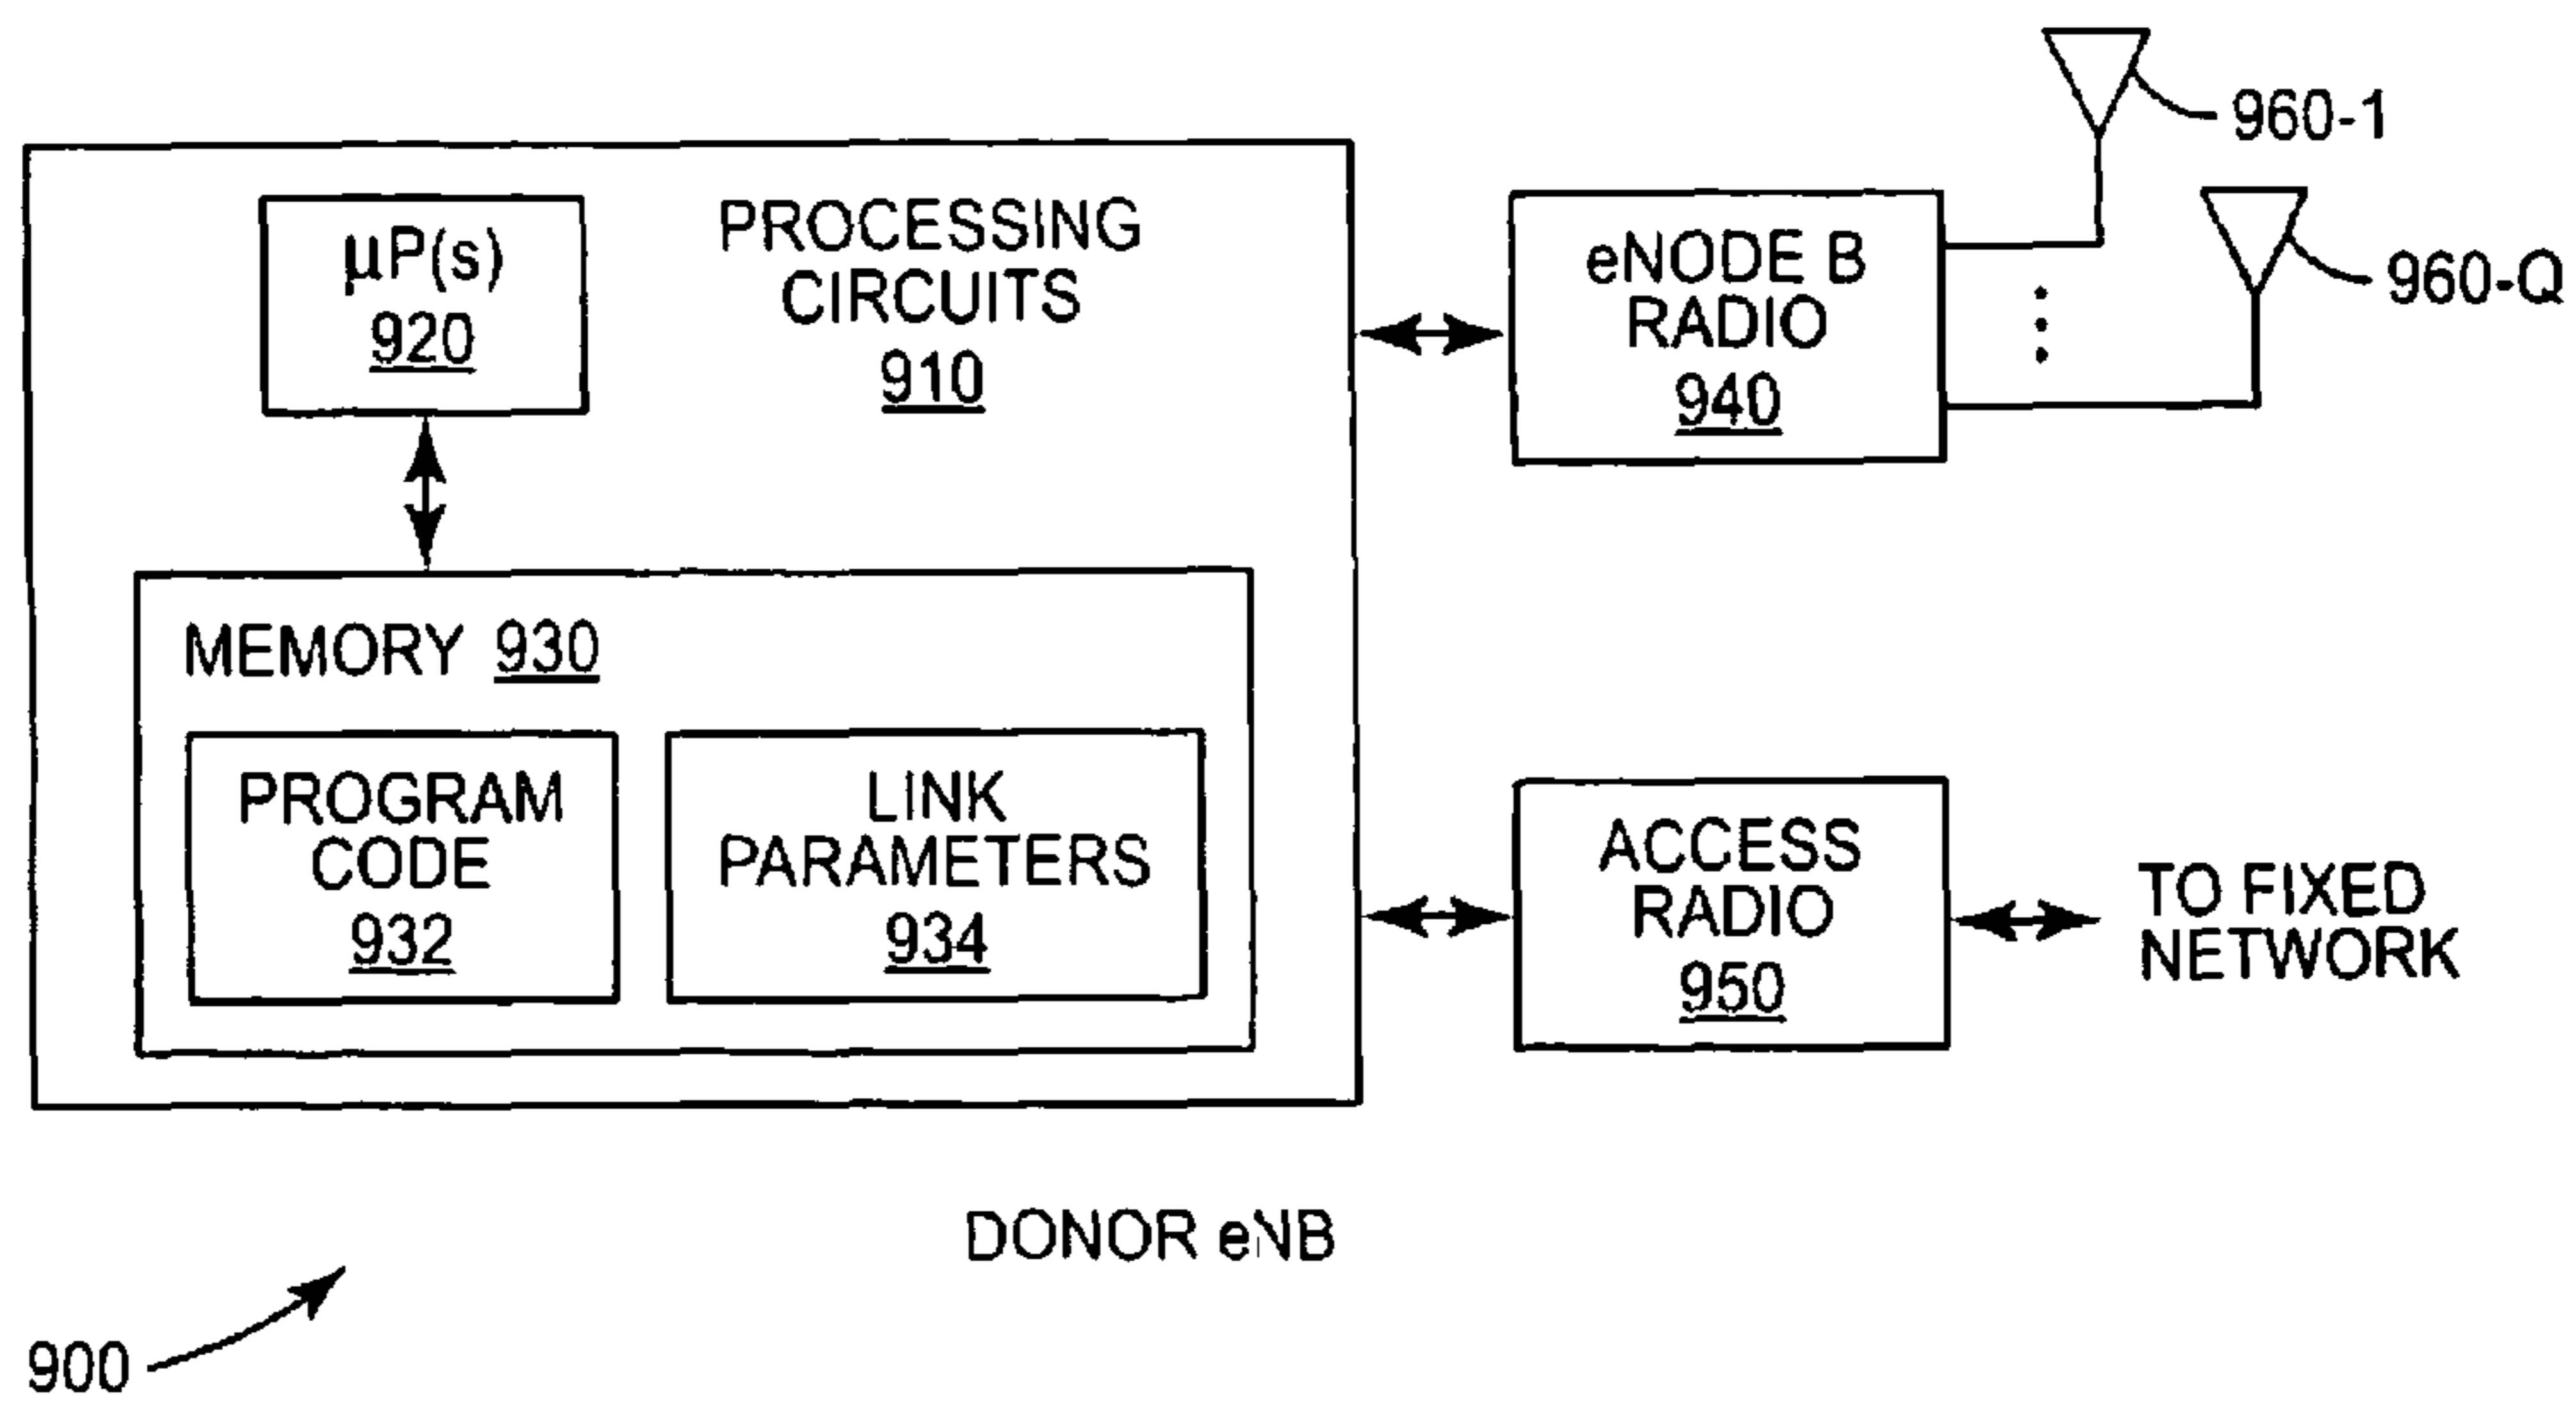 960-1
960-Q
µP(s)
920
PROCESSING
CIRCUITS
910
eNODE B
RADIO
940
MEMORY 930
PROGRAM
CODE
932
LINK
PARAMETERS
934
ACCESS
RADIO
950
TO FIXED
NETWORK
DONOR eNB
900